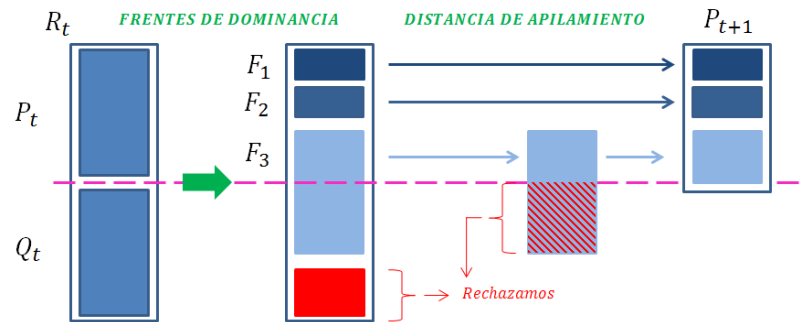 R_t
FRENTES DE DOMINANCIA
DISTANCIA DE APILAMIENTO
P_{t+1}
F_1
P_t
F_2
F_3
Q_t
Rechazamos